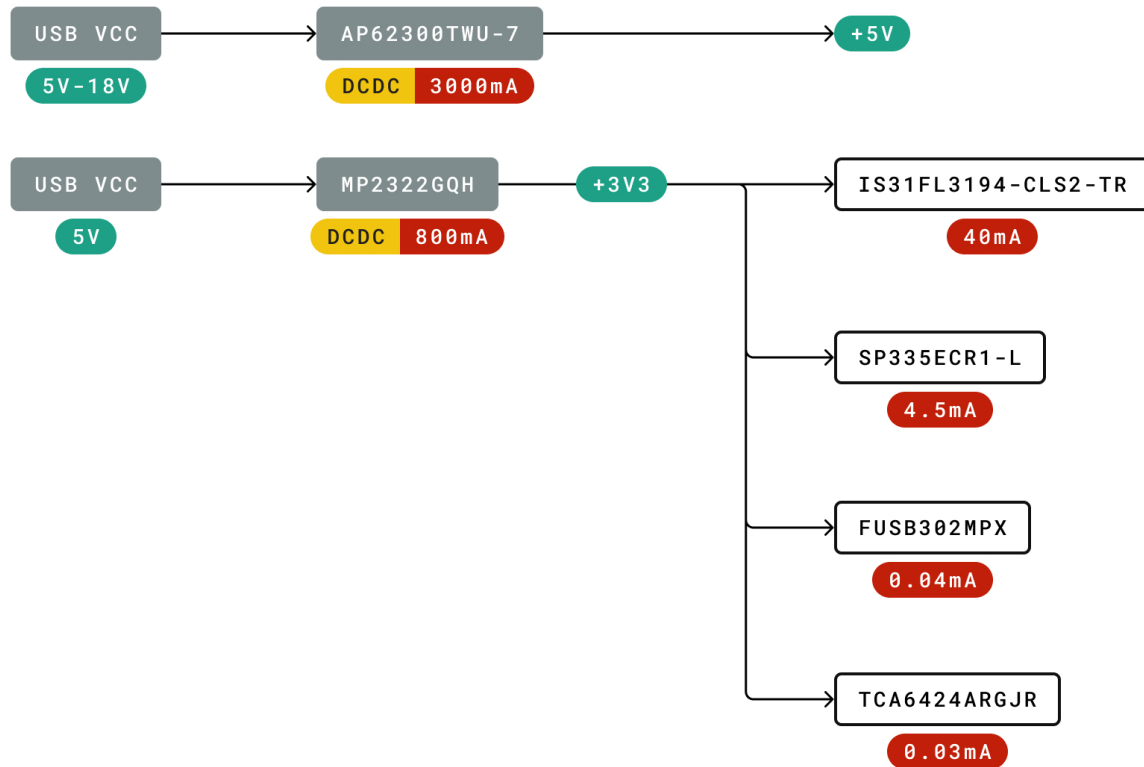 USB VCC
AP62300TWU-7
+5V
5V-18V
DCDC 3000mA
USB VCC
MP2322GQH
+3V3
IS31FL3194-CLS2-TR
5V
DCDC 800mA
40mA
SP335ECR1-L
4.5mA
FUSB302MPX
0.04mA
TCA6424ARGJR
0.03mA